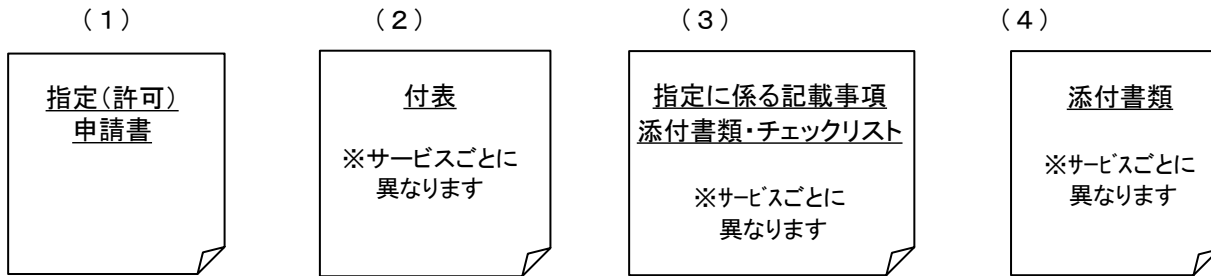 （１）
（２）
（３）
（４）
指定（許可）
申請書
付表
※サービスごとに
異なります
指定に係る記載事項
添付書類・チェックリスト
※ｻｰﾋﾞｽごとに
異なります
添付書類
※ｻｰﾋﾞｽごとに
異なります